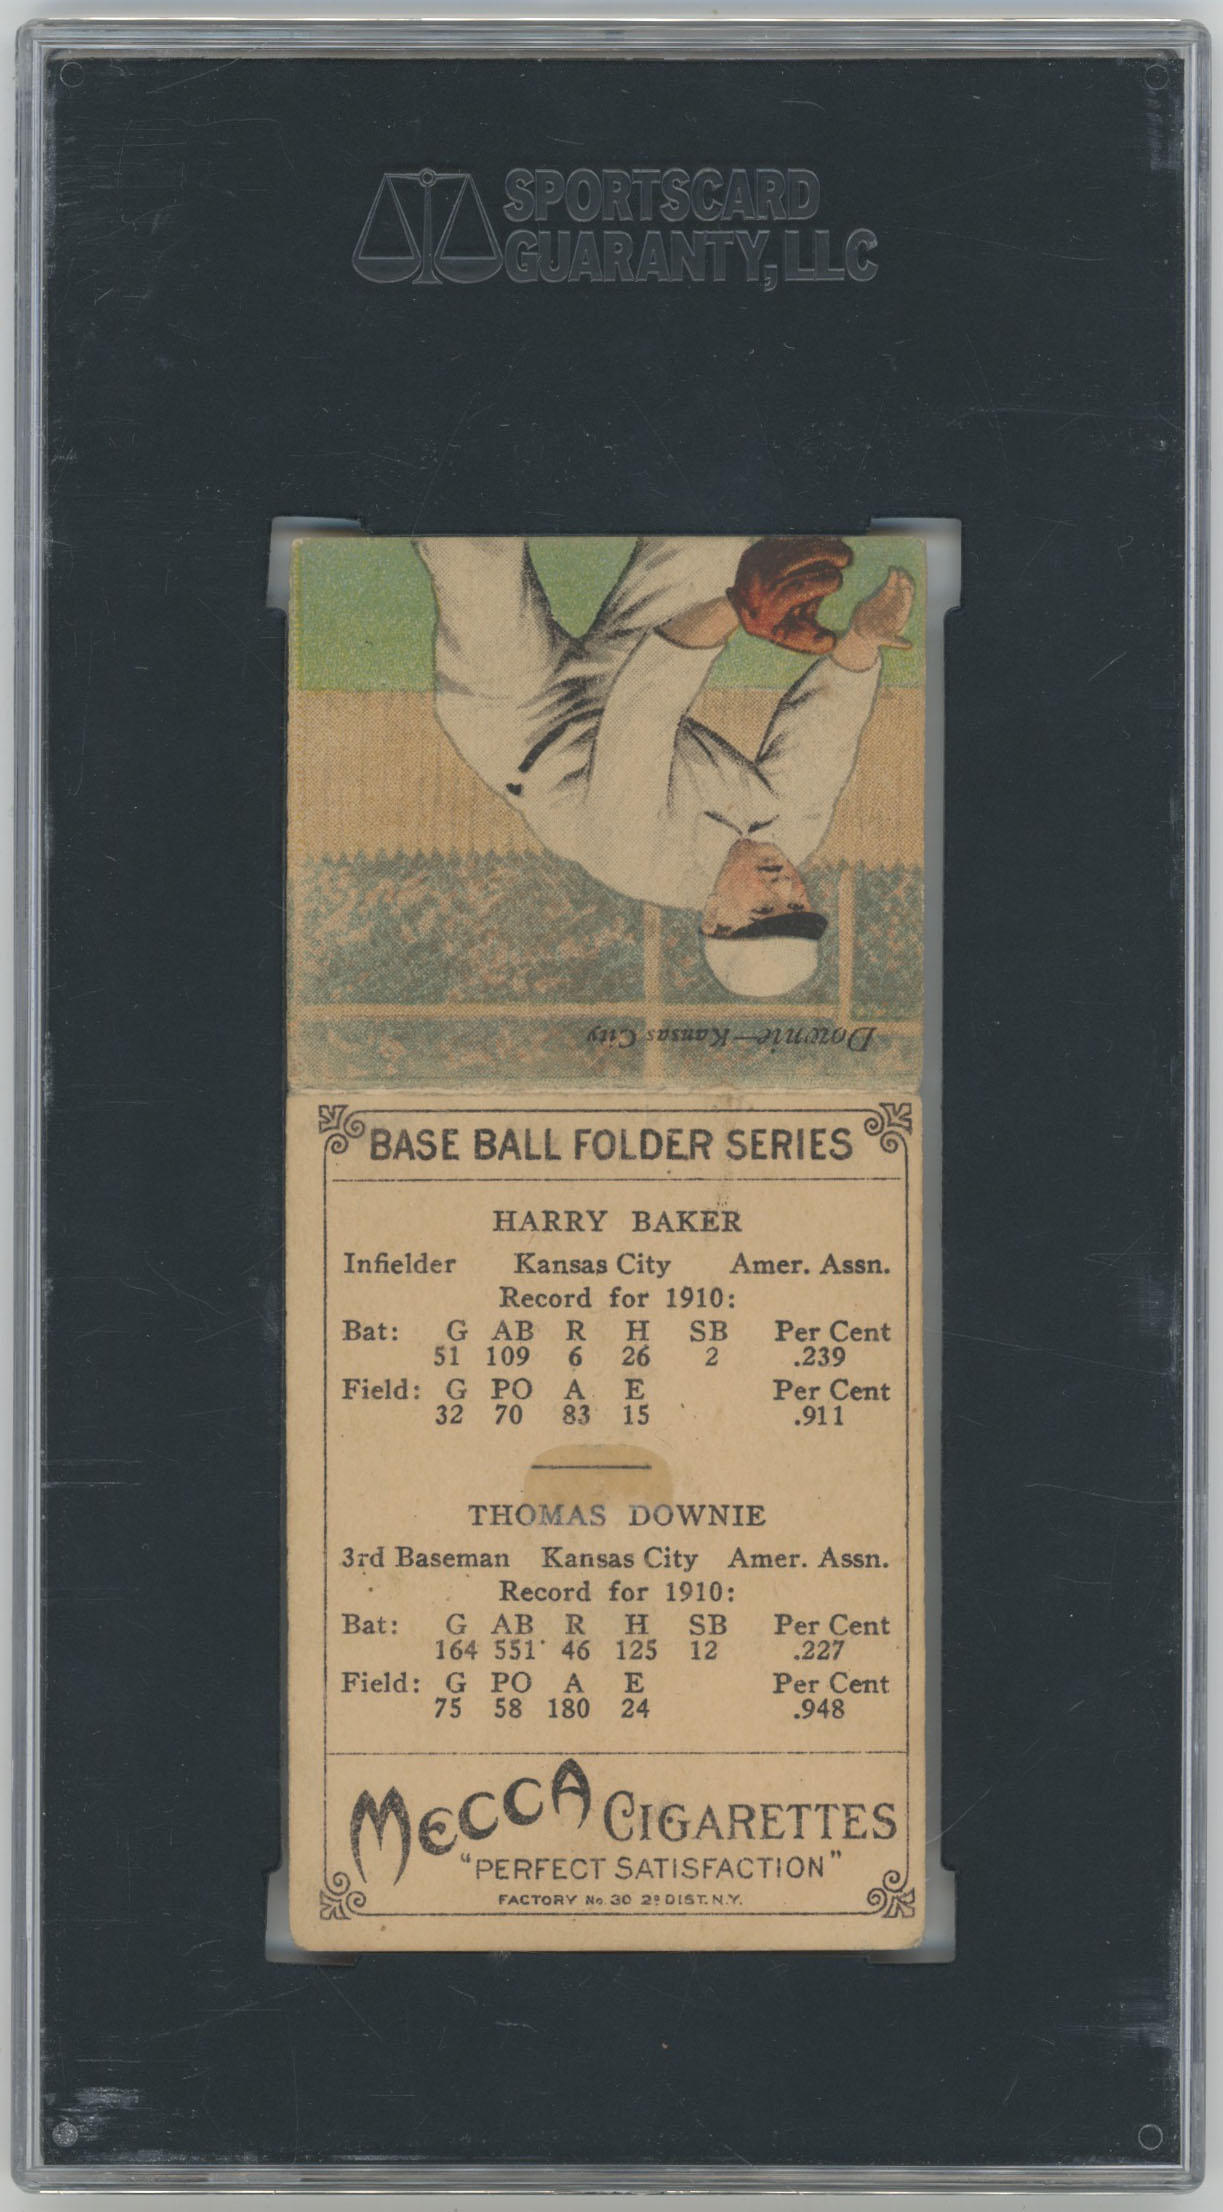 SPORTSCARD
GUARANTY, LLC
Downie—Kansas City
BASE BALL FOLDER SERIES
HARRY BAKER
Infielder Kansas City Amer. Assn.
Record for 1910:
Bat: G AB R H SB Per Cent
51 109 6 26 2 .239
Field: G PO A E Per Cent
32 70 83 15 .911
THOMAS DOWNIE
3rd Baseman Kansas City Amer. Assn.
Record for 1910:
Bat: G AB R H SB Per Cent
164 551 46 125 12 .227
Field: G PO A E Per Cent
75 58 180 24 .948
MECCA CIGARETTES
"PERFECT SATISFACTION"
FACTORY No. 30 2D DIST. N.Y.